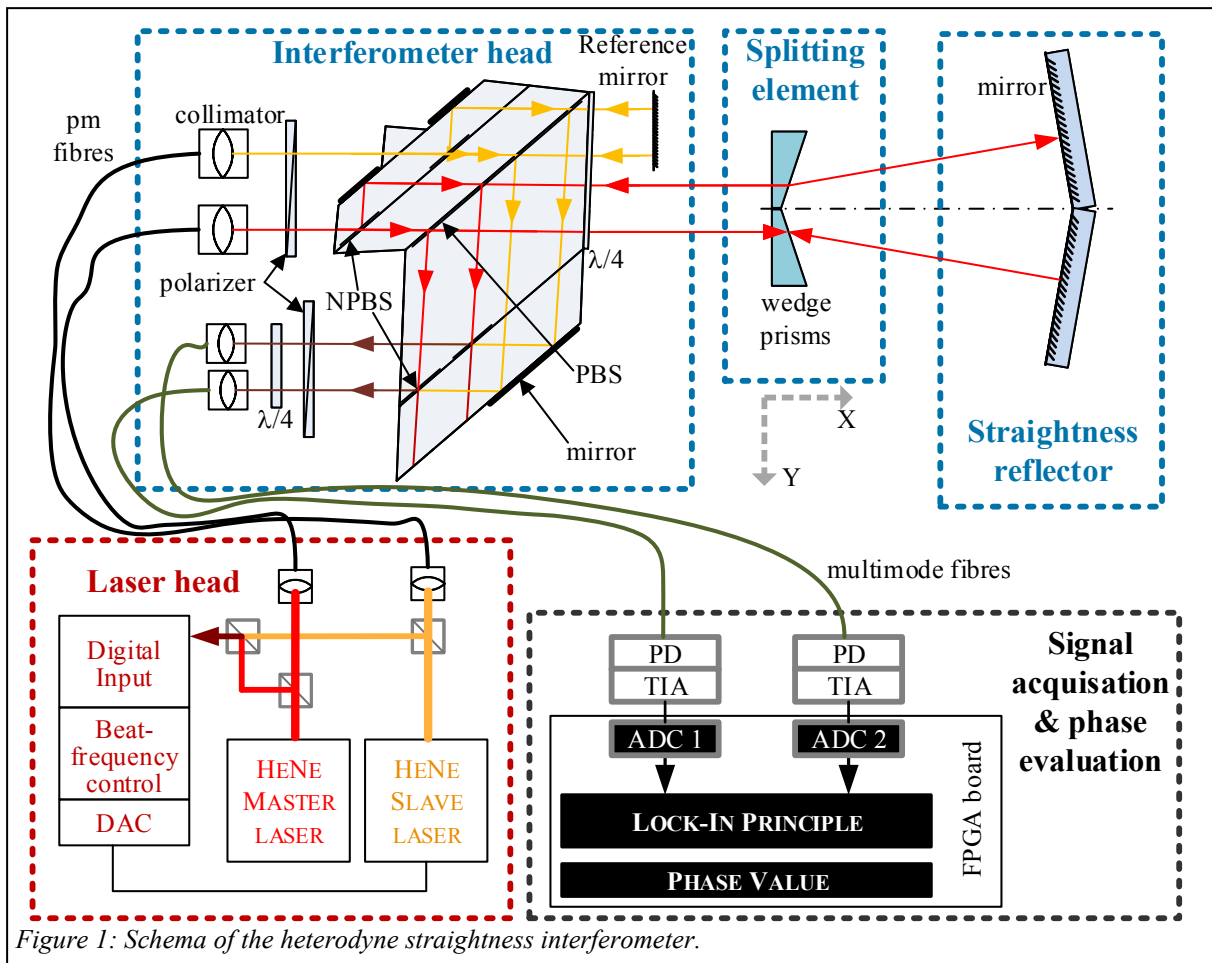 Interferometer head
Reference
mirror
Splitting
element
mirror
pm
fibres
collimator
polarizer
NPBS
λ/4
λ/4
PBS
mirror
wedge
prisms
X
Y
Straightness
reflector
Laser head
multimode fibres
Digital
Input
Beat-
frequency
control
DAC
HENE
MASTER
LASER
HENE
SLAVE
LASER
PD
TIA
PD
TIA
ADC 1
ADC 2
LOCK-IN PRINCIPLE
PHASE VALUE
FPGA board
Signal
acquisation
& phase
evaluation
Figure 1: Schema of the heterodyne straightness interferometer.